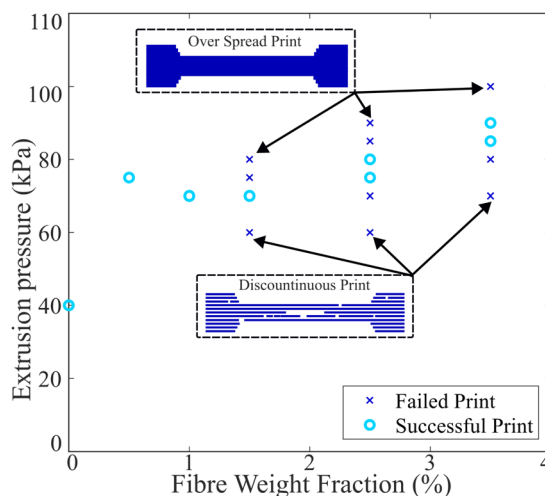 110
100
80
60
40
20
0
Extrusion pressure (kPa)
Over Spread Print
Discountinuous Print
× Failed Print
Successful Print
0 1 2 3 4
Fibre Weight Fraction (%)